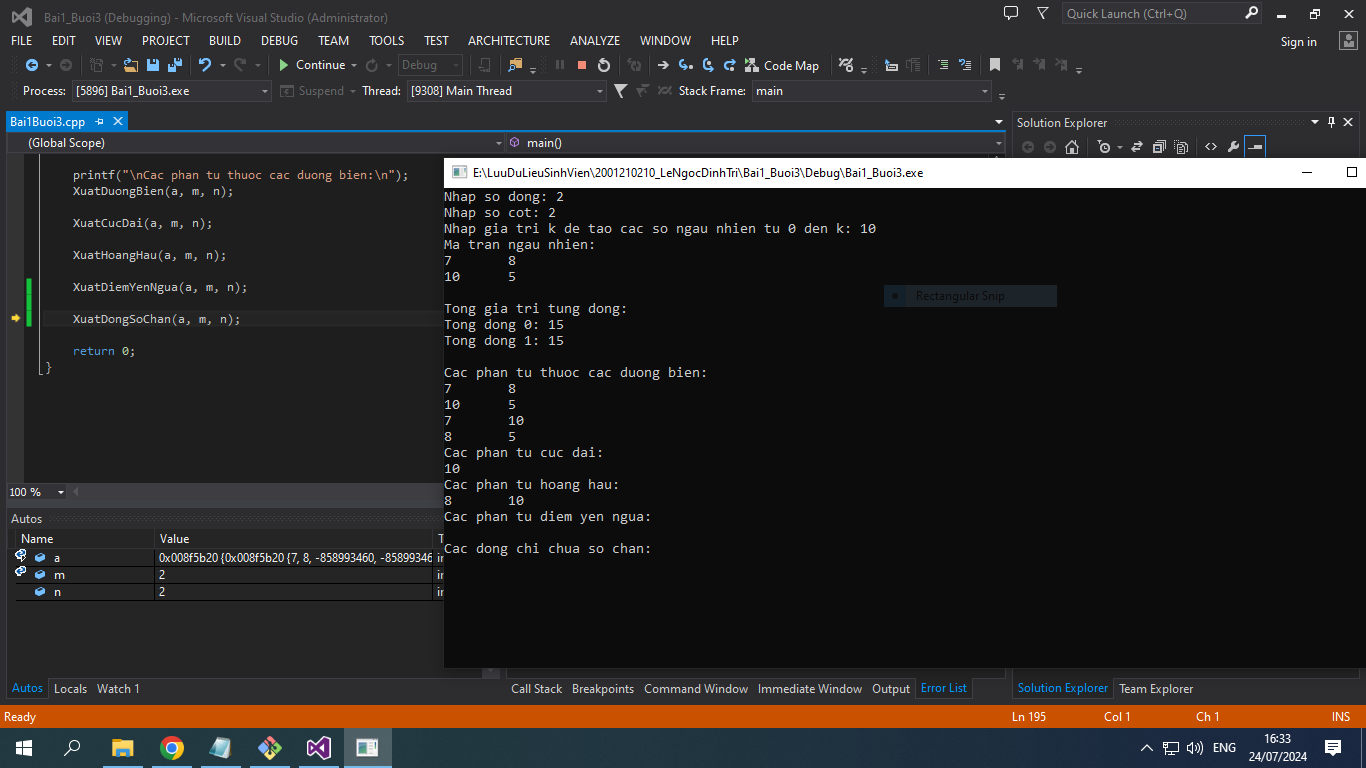 Bai1_Buoi3 (Debugging) - Microsoft Visual Studio (Administrator)
Quick Launch (Ctrl+Q)
FILE EDIT VIEW PROJECT BUILD DEBUG TEAM TOOLS TEST ARCHITECTURE ANALYZE WINDOW HELP
Sign in
Continue Debug Code Map
Process: [5896] Bai1_Buoi3.exe Suspend Thread: [9308] Main Thread Stack Frame: main
Bai1Buoi3.cpp
Solution Explorer
(Global Scope) main()
printf("\nCac phan tu thuoc cac duong bien:\n");
XuatDuongBien(a, m, n);
XuatCucDai(a, m, n);
XuatHoangHau(a, m, n);
XuatDiemYenNgua(a, m, n);
XuatDongSoChan(a, m, n);
return 0;
}
100 %
E:\LuuDuLieuSinhVien\2001210210_LeNgocDinhTri\Bai1_Buoi3\Debug\Bai1_Buoi3.exe
Nhap so dong: 2
Nhap so cot: 2
Nhap gia tri k de tao cac so ngau nhien tu 0 den k: 10
Ma tran ngau nhien:
7 8
10 5
Tong gia tri tung dong:
Tong dong 0: 15
Tong dong 1: 15
Cac phan tu thuoc cac duong bien:
7 8
10 5
7 10
8 5
Cac phan tu cuc dai:
10
Cac phan tu hoang hau:
8 10
Cac phan tu diem yen ngua:
Cac dong chi chua so chan:
Rectangular Snip
Autos
Name Value
a 0x008f5b20 {0x008f5b20 {7, 8, -858993460, -85899346
m 2
n 2
Autos Locals Watch 1
Call Stack Breakpoints Command Window Immediate Window Output Error List
Solution Explorer Team Explorer
Ready Ln 195 Col 1 Ch 1 INS
ENG
16:33
24/07/2024